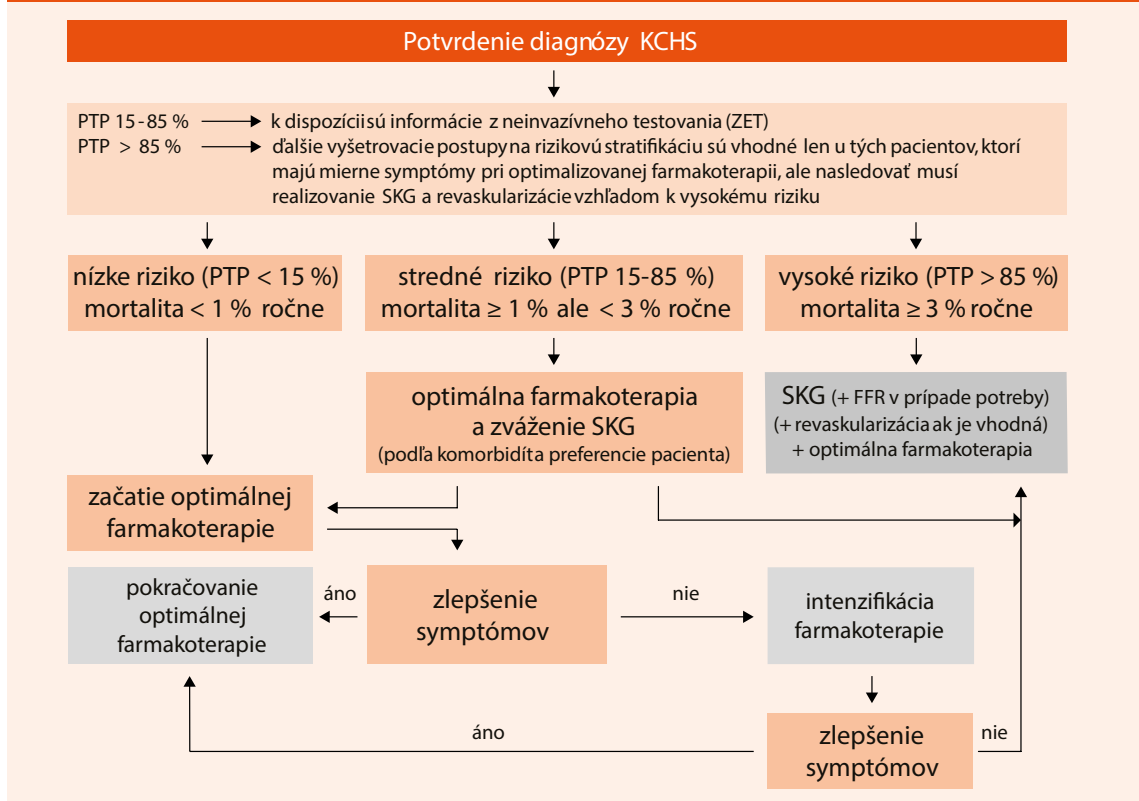 Potvrdenie diagnózy KCHS
PTP 15-85 % k dispozícii sú informácie z neinvazívneho testovania (ZET)
PTP > 85 % ďalšie vyšetrovacie postupy na rizikovú stratifikáciu sú vhodné len u tých pacientov, ktorí
majú mierne symptómy pri optimalizovanej farmakoterapii, ale nasledovať musí
realizovanie SKG a revaskularizácie vzhľadom k vysokému riziku
nízke riziko (PTP < 15 %)
mortalita < 1 % ročne
stredné riziko (PTP 15-85 %)
mortalita ≥ 1 % ale < 3 % ročne
vysoké riziko (PTP > 85 %)
mortalita ≥ 3 % ročne
optimálna farmakoterapia
a zváženie SKG
(podľa komorbidít a preferencie pacienta)
SKG (+ FFR v prípade potreby)
(+ revaskularizácia ak je vhodná)
+ optimálna farmakoterapia
začatie optimálnej
farmakoterapie
pokračovanie
optimálnej
farmakoterapie
áno
zlepšenie
symptómov
nie
intenzifikácia
farmakoterapie
áno
zlepšenie
symptómov
nie